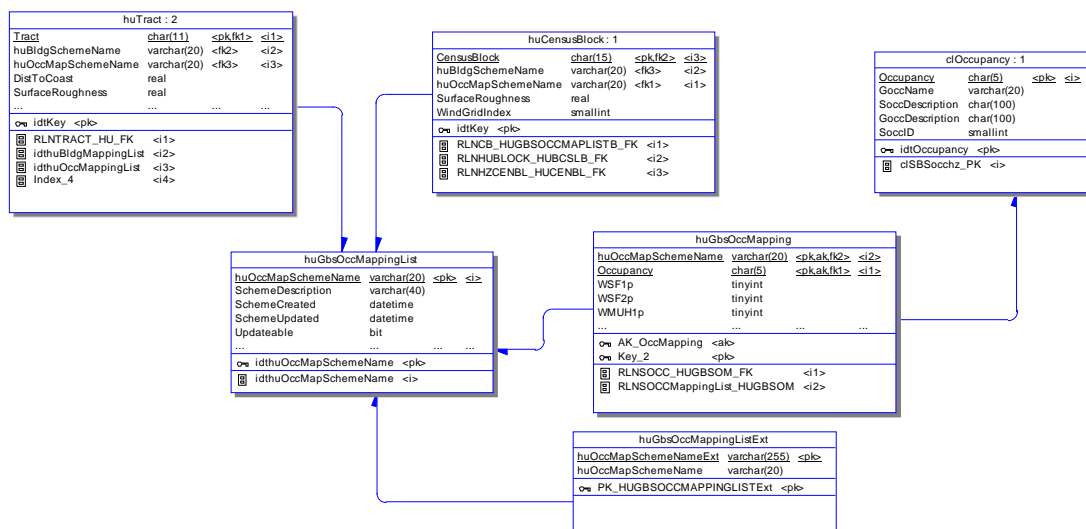 huTract : 2
Tract char(11) <pk,fk1> <i1>
huBldgSchemeName varchar(20) <fk2> <i2>
huOccMapSchemeName varchar(20) <fk3> <i3>
DistToCoast real
SurfaceRoughness real
... ... ... ...
idtKey <pk>
RLNTRACT_HU_FK <i1>
idthuBldgMappingList <i2>
idthuOccMappingList <i3>
Index_4 <i4>
huCensusBlock : 1
CensusBlock char(15) <pk,fk2> <i3>
huBldgSchemeName varchar(20) <fk3> <i2>
huOccMapSchemeName varchar(20) <fk1> <i1>
SurfaceRoughness real
WindGridIndex smallint
idtKey <pk>
RLNCB_HUGBSOCCMAPLISTB_FK <i1>
RLNHUBLOCK_HUBCSLB_FK <i2>
RLNHZCENBL_HUCENBL_FK <i3>
clOccupancy : 1
Occupancy char(5) <pk> <i>
GoccName varchar(20)
SoccDescription char(100)
GoccDescription char(100)
SoccID smallint
idtOccupancy <pk>
clSBSocchz_PK <i>
huGbsOccMappingList
huOccMapSchemeName varchar(20) <pk> <i>
SchemeDescription varchar(40)
SchemeCreated datetime
SchemeUpdated datetime
Updateable bit
... ... ... ...
idthuOccMapSchemeName <pk>
idthuOccMapSchemeName <i>
huGbsOccMapping
huOccMapSchemeName varchar(20) <pk,ak,fk2> <i2>
Occupancy char(5) <pk,ak,fk1> <i1>
WSF1p tinyint
WSF2p tinyint
WMUH1p tinyint
... ... ... ...
AK_OccMapping <ak>
Key_2 <pk>
RLNSOCC_HUGBSOM_FK <i1>
RLNSOCCMappingList_HUGBSOM <i2>
huGbsOccMappingListExt
huOccMapSchemeNameExt varchar(255) <pk>
huOccMapSchemeName varchar(20)
PK_HUGBSOCCMAPPINGLISTExt <pk>